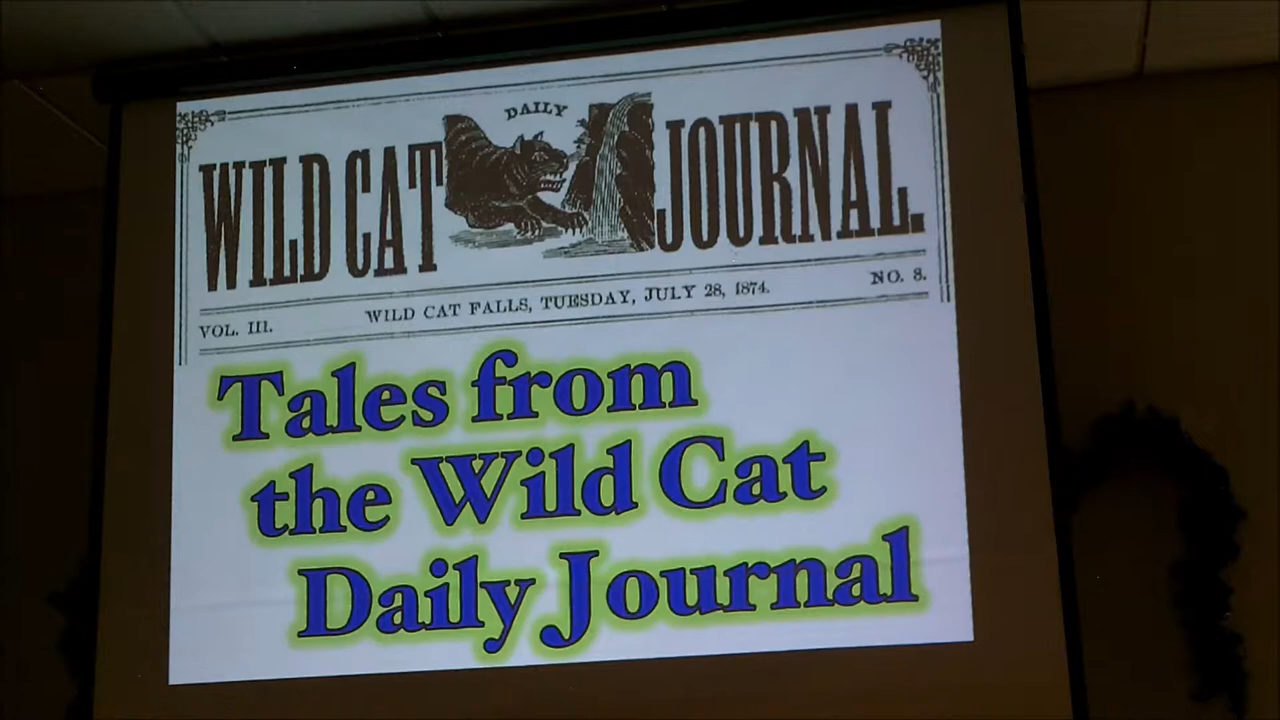 DAILY
WILD CAT JOURNAL.
VOL. III. WILD CAT FALLS, TUESDAY, JULY 28, 1874. NO. 8.
Tales from
the Wild Cat
Daily Journal